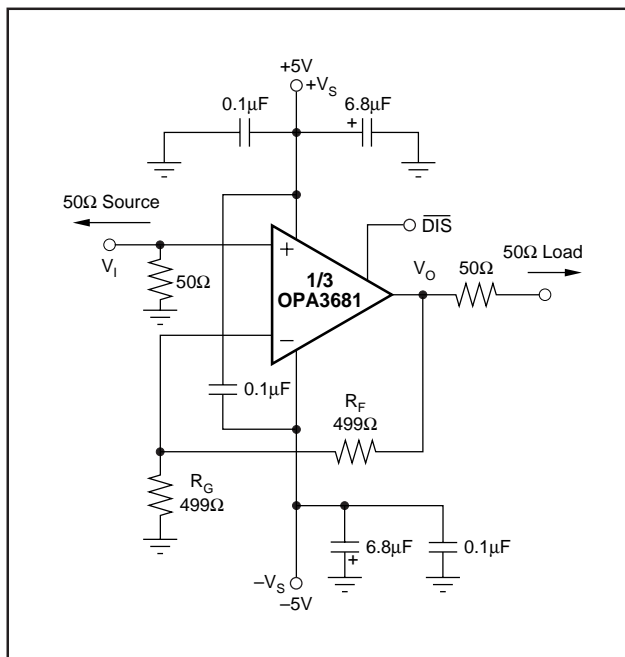 +5V
+V_S
0.1µF
6.8µF
+
50Ω Source
DIS
V_I
+
50Ω
1/3
OPA3681
V_O
50Ω
50Ω Load
−
0.1µF
R_F
499Ω
R_G
499Ω
6.8µF
+
0.1µF
–V_S
–5V